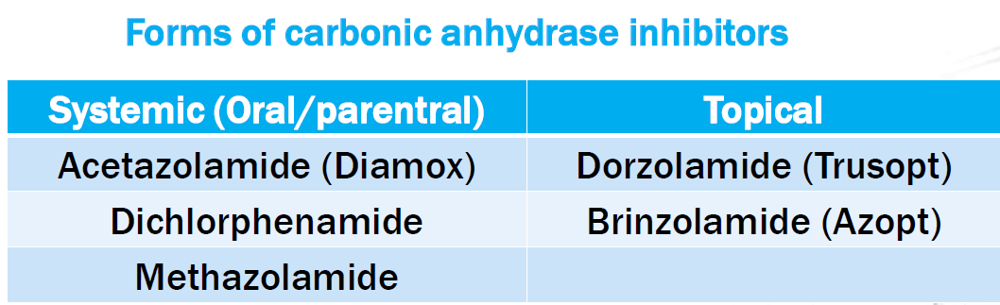 Forms of carbonic anhydrase inhibitors
Systemic (Oral/parentral) Topical
Acetazolamide (Diamox) Dorzolamide (Trusopt)
Dichlorphenamide Brinzolamide (Azopt)
Methazolamide